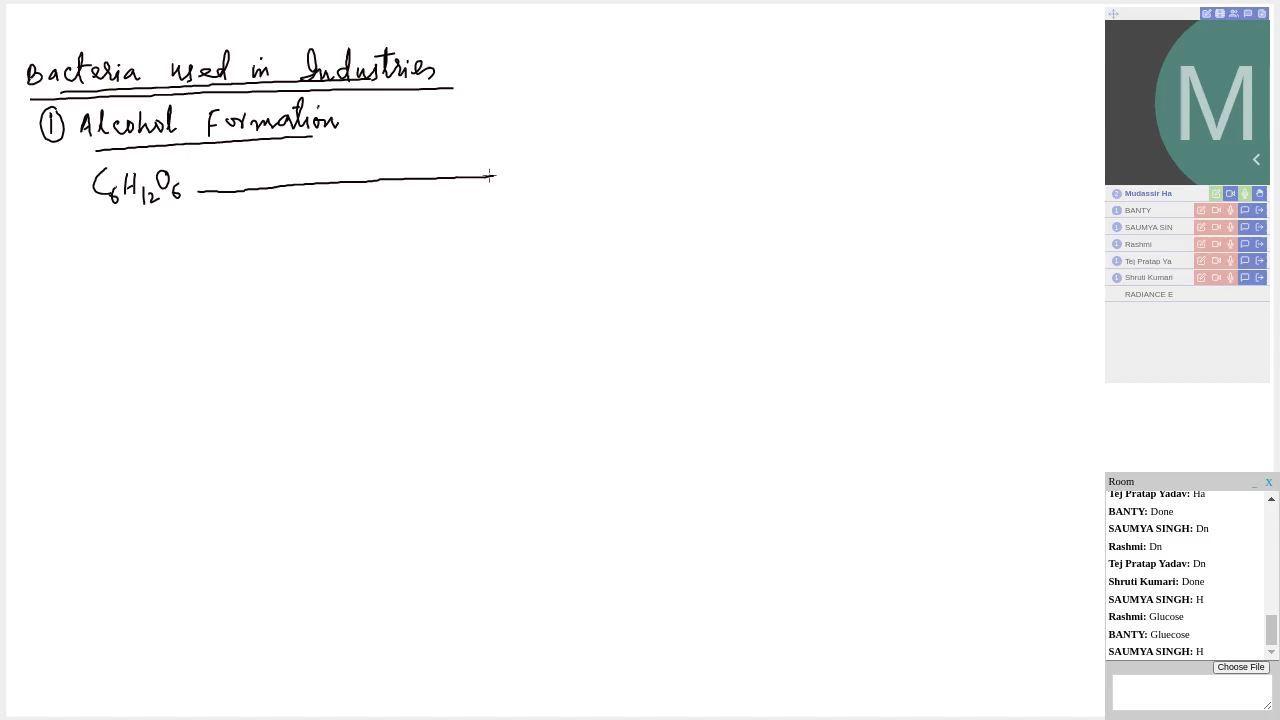 Bacteria used in Industries
① Alcohol Formation
C₆H₁₂O₆
M
Mudassir Ha
BANTY
SAUMYA SIN
Rashmi
Tej Pratap Ya
Shruti Kumari
RADIANCE E
Room _ X
Tej Pratap Yadav: Ha
BANTY: Done
SAUMYA SINGH: Dn
Rashmi: Dn
Tej Pratap Yadav: Dn
Shruti Kumari: Done
SAUMYA SINGH: H
Rashmi: Glucose
BANTY: Gluecose
SAUMYA SINGH: H
Choose File